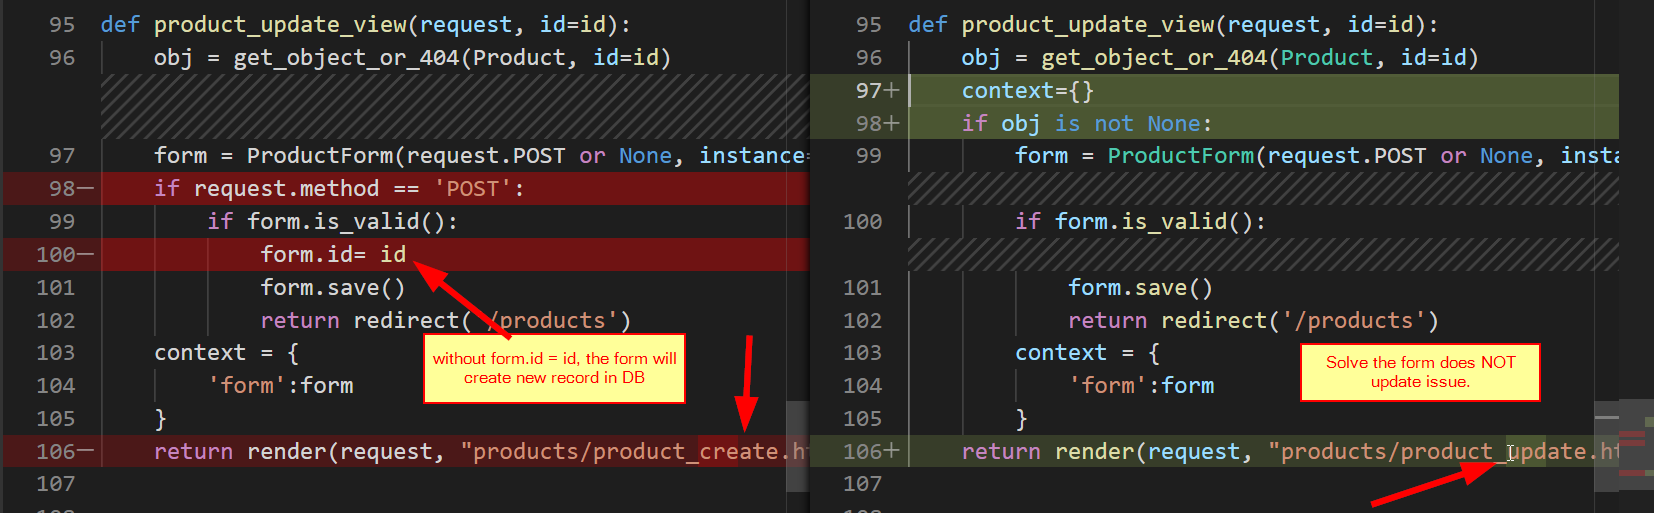 95 def product_update_view(request, id=id):
96 obj = get_object_or_404(Product, id=id)
97 form = ProductForm(request.POST or None, instance=
98— if request.method == 'POST':
99 if form.is_valid():
100— form.id= id
101 form.save()
102 return redirect( /products')
103 context = {
104 'form':form
105 }
106— return render(request, "products/product_create.h
107
without form.id = id, the form will
create new record in DB
95 def product_update_view(request, id=id):
96 obj = get_object_or_404(Product, id=id)
97+ context={}
98+ if obj is not None:
99 form = ProductForm(request.POST or None, insta
100 if form.is_valid():
101 form.save()
102 return redirect('/products')
103 context = {
104 'form':form
105 }
106+ return render(request, "products/product_update.ht
107
Solve the form does NOT
update issue.